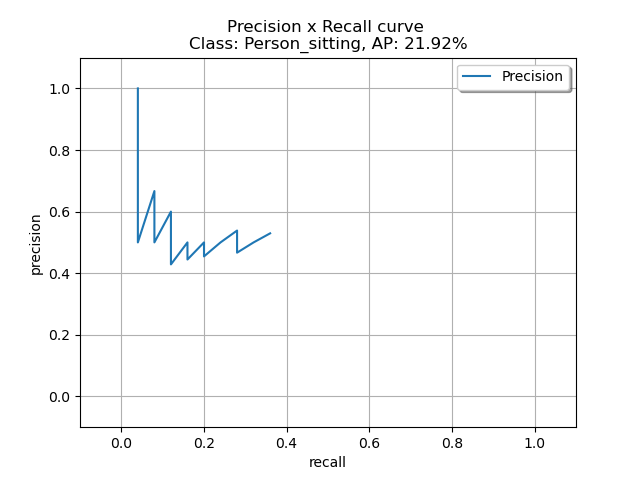 Precision x Recall curve
Class: Person_sitting, AP: 21.92%
Precision
1.0
0.8
0.6
0.4
0.2
0.0
precision
0.0 0.2 0.4 0.6 0.8 1.0
recall